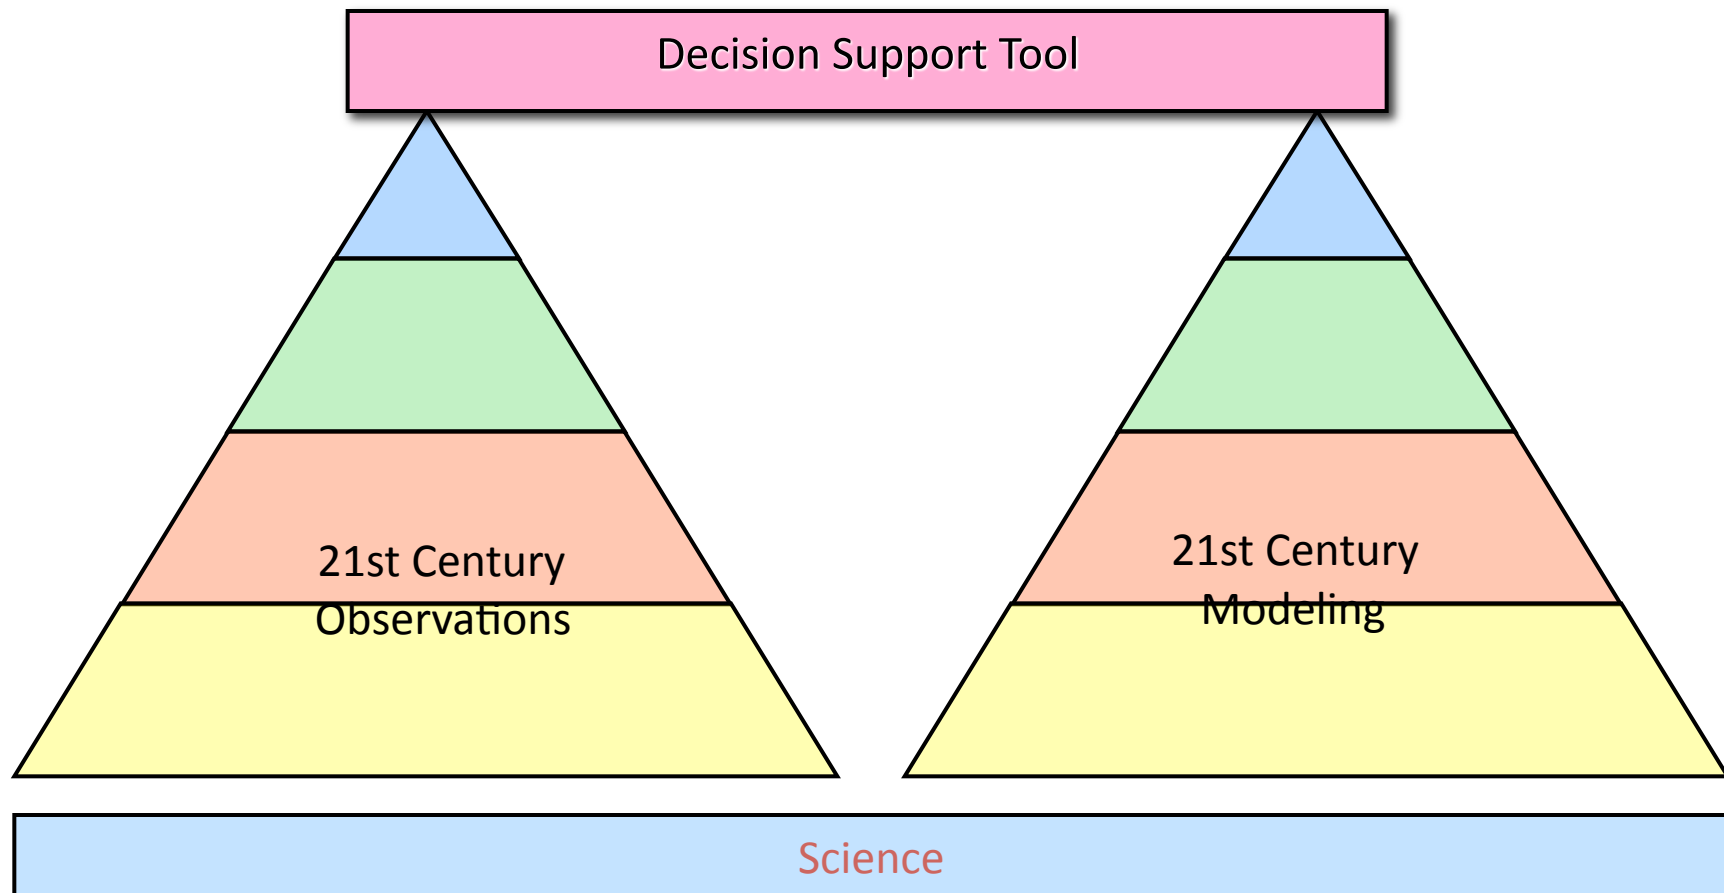 Decision Support Tool
21st Century
Observations
21st Century
Modeling
Science